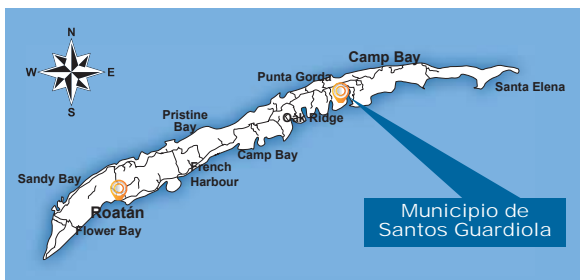 N
W E
S
Camp Bay
Punta Gorda
Santa Elena
Oak Ridge
Pristine
Bay
Camp Bay
French
Harbour
Sandy Bay
Roatán
Flower Bay
Municipio de
Santos Guardiola